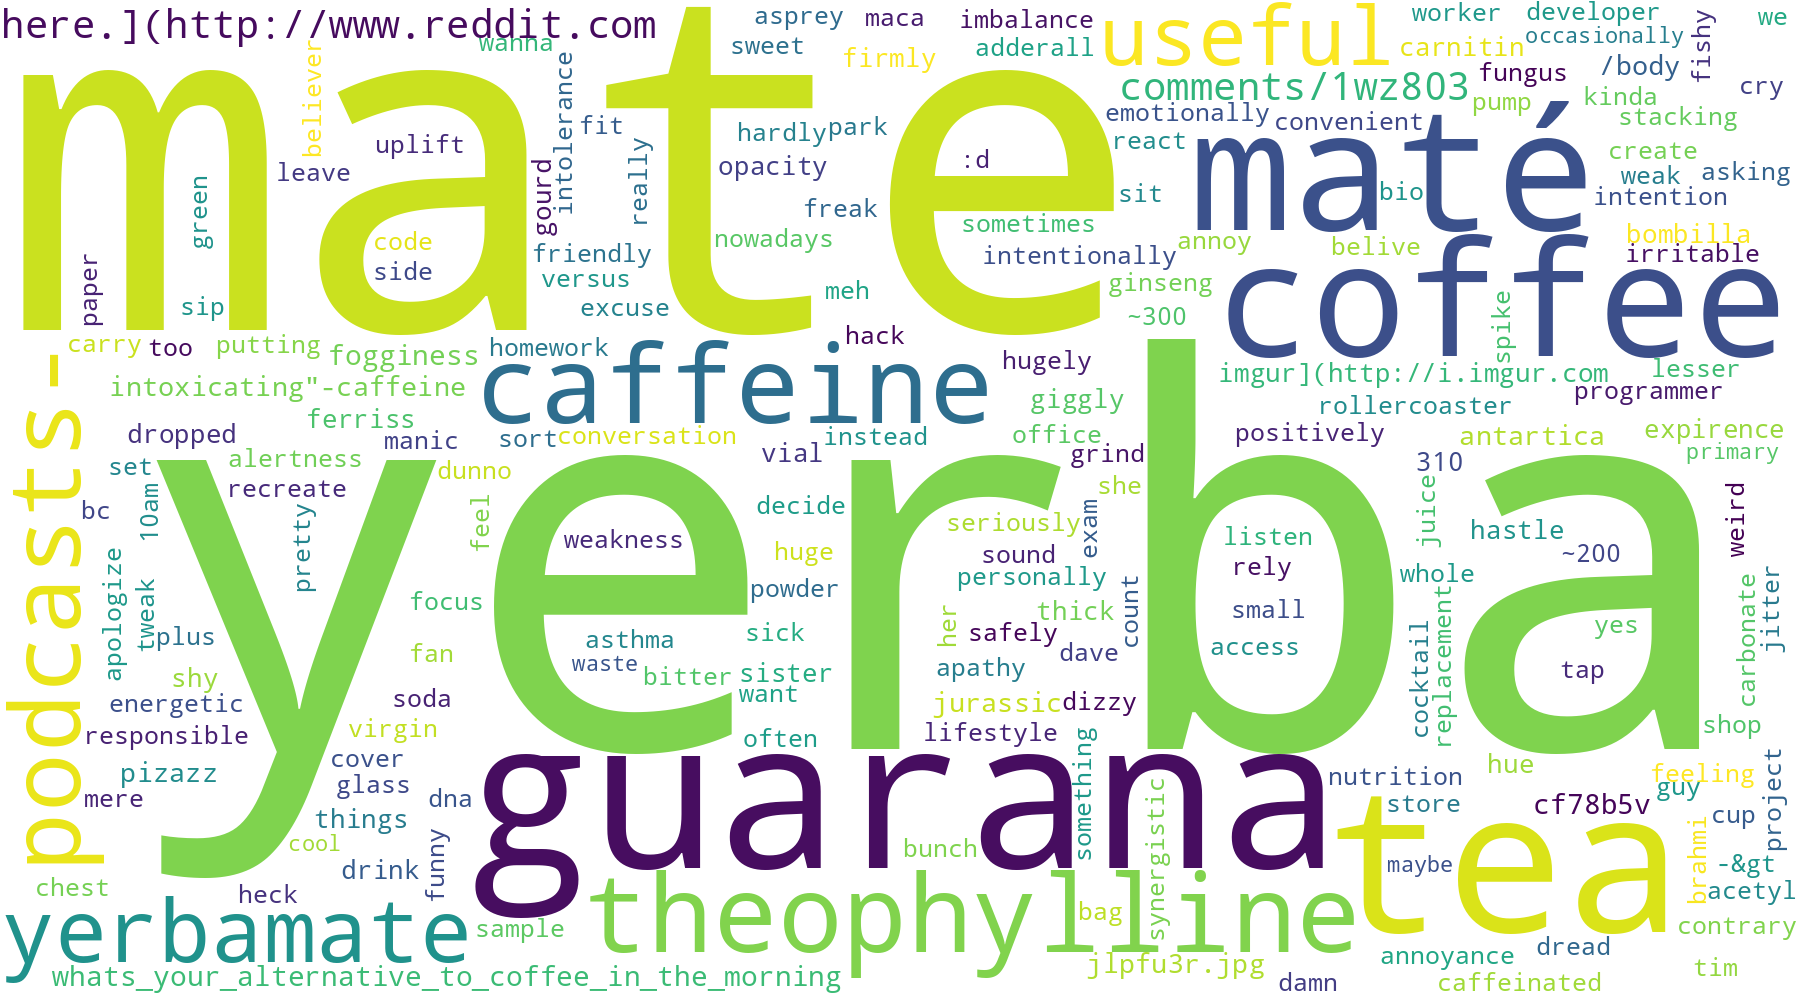 here.](http://www.reddit.com
wanna
asprey
maca
imbalance
useful
worker
developer
we
sweet
adderall
carnitin
occasionally
fishy
believer
mate
intolerance
firmly
comments/1wz803
fungus
/body
cry
pump
kinda
uplift
fit
hardly
park
emotionally
convenient
stacking
leave
gourd
really
opacity
:d
react
maté
create
weak
asking
green
freak
sit
bio
intention
code
friendly
nowadays
sometimes
annoy
belive
bombilla
side
versus
intentionally
coffee
irritable
paper
sip
excuse
meh
ginseng
~300
spike
carry
too
putting
fogginess
homework
hack
hugely
imgur](http://i.imgur.com
lesser
podcasts-
intoxicating"-caffeine
caffeine
giggly
programmer
ferriss
rollercoaster
dropped
manic
sort
conversation
instead
office
positively
antartica
expirence
set
alertness
dunno
vial
grind
310
primary
recreate
yerba
she
juice
weird
bc
10am
pretty
feel
decide
seriously
exam
listen
hastle
weakness
huge
sound
rely
~200
apologize
tweak
focus
powder
personally
count
whole
carbonate
jitter
plus
asthma
sick
her
thick
small
replacement
yes
fan
waste
safely
dave
access
cocktail
shy
bitter
sister
apathy
tap
energetic
soda
want
jurassic
dizzy
responsible
virgin
often
lifestyle
something
shop
pizazz
cover
guarana
hue
nutrition
feeling
mere
glass
dna
synergistic
store
cf78b5v
guy
things
tea
cup
project
cool
funny
bunch
maybe
brahmi
-&gt
chest
heck
drink
theophylline
acetyl
yerbamate
sample
bag
contrary
whats_your_alternative_to_coffee_in_the_morning
jlpfu3r.jpg
annoyance
dread
tim
damn
caffeinated